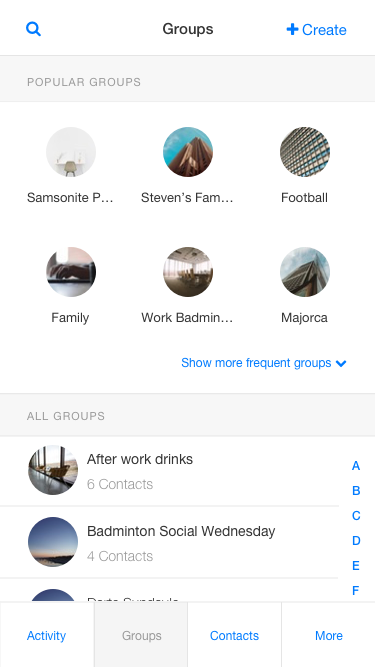 Groups
Create
POPULAR GROUPS
Samsonite P...
Steven's Fam...
Football
Family
Work Badmin...
Majorca
Show more frequent groups
ALL GROUPS
After work drinks
6 Contacts
Badminton Social Wednesday
4 Contacts
A
B
C
D
E
F
Activity
Groups
Contacts
More